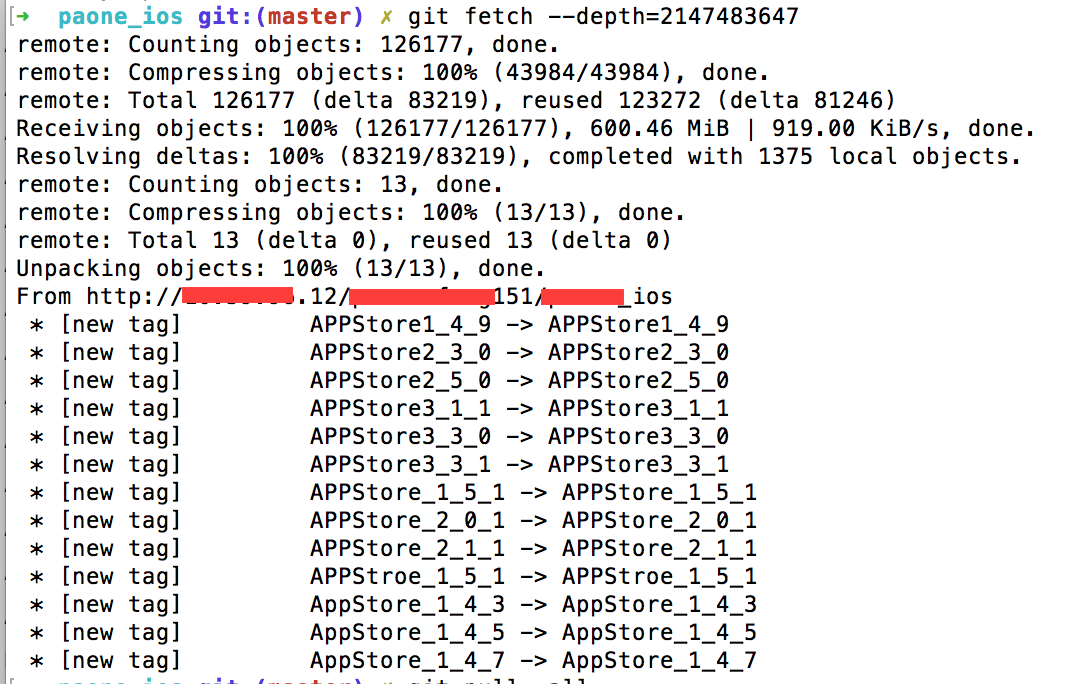 ➜ paone_ios git:(master) ✗ git fetch --depth=2147483647
remote: Counting objects: 126177, done.
remote: Compressing objects: 100% (43984/43984), done.
remote: Total 126177 (delta 83219), reused 123272 (delta 81246)
Receiving objects: 100% (126177/126177), 600.46 MiB | 919.00 KiB/s, done.
Resolving deltas: 100% (83219/83219), completed with 1375 local objects.
remote: Counting objects: 13, done.
remote: Compressing objects: 100% (13/13), done.
remote: Total 13 (delta 0), reused 13 (delta 0)
Unpacking objects: 100% (13/13), done.
From http:// .12/ 151/ _ios
* [new tag] APPStore1_4_9 -> APPStore1_4_9
* [new tag] APPStore2_3_0 -> APPStore2_3_0
* [new tag] APPStore2_5_0 -> APPStore2_5_0
* [new tag] APPStore3_1_1 -> APPStore3_1_1
* [new tag] APPStore3_3_0 -> APPStore3_3_0
* [new tag] APPStore3_3_1 -> APPStore3_3_1
* [new tag] APPStore_1_5_1 -> APPStore_1_5_1
* [new tag] APPStore_2_0_1 -> APPStore_2_0_1
* [new tag] APPStore_2_1_1 -> APPStore_2_1_1
* [new tag] APPStroe_1_5_1 -> APPStroe_1_5_1
* [new tag] AppStore_1_4_3 -> AppStore_1_4_3
* [new tag] AppStore_1_4_5 -> AppStore_1_4_5
* [new tag] AppStore_1_4_7 -> AppStore_1_4_7